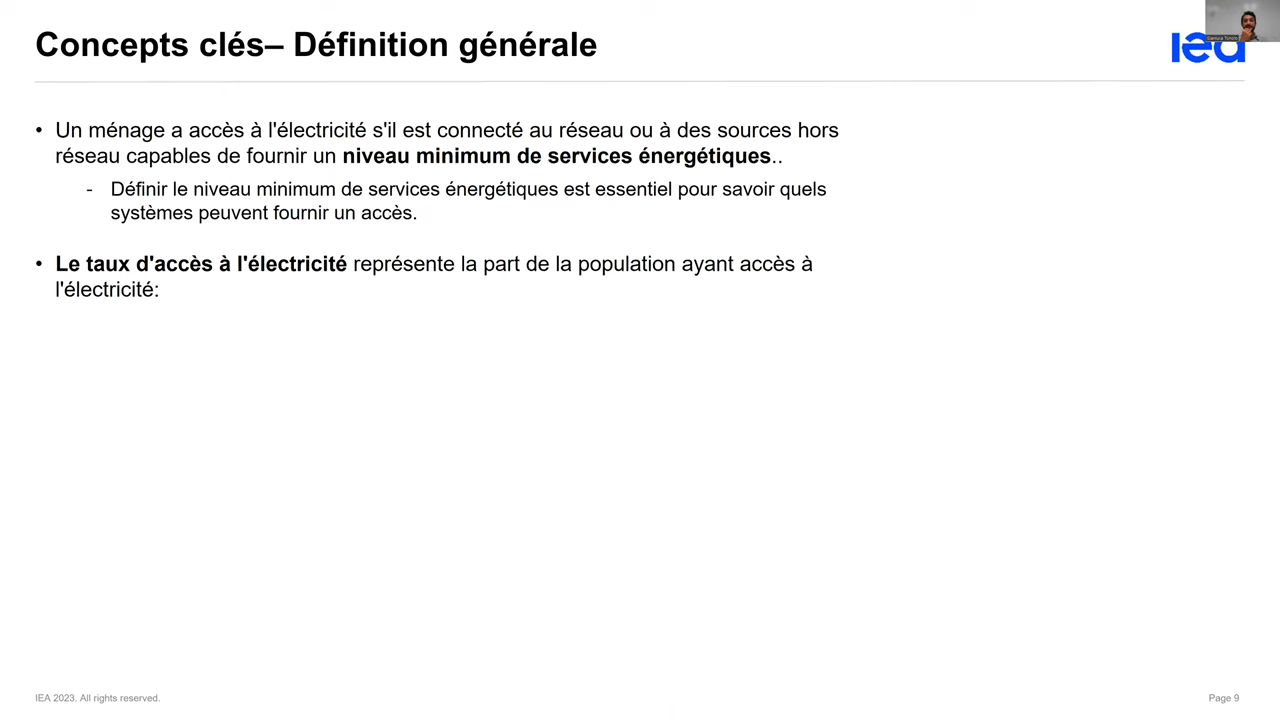 Concepts clés– Définition générale
iea
• Un ménage a accès à l'électricité s'il est connecté au réseau ou à des sources hors
réseau capables de fournir un niveau minimum de services énergétiques..
- Définir le niveau minimum de services énergétiques est essentiel pour savoir quels
systèmes peuvent fournir un accès.
• Le taux d'accès à l'électricité représente la part de la population ayant accès à
l'électricité:
IEA 2023. All rights reserved.
Page 9